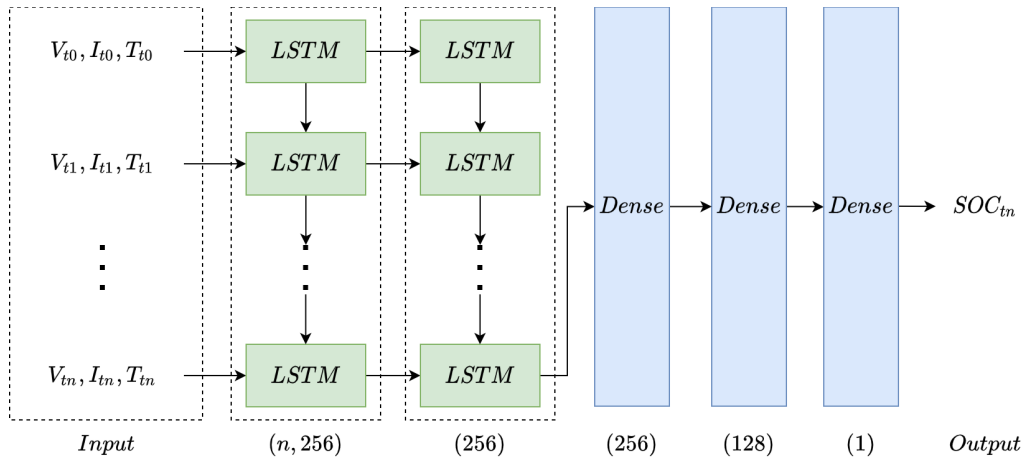 V_{t0}, I_{t0}, T_{t0} LSTM LSTM
V_{t1}, I_{t1}, T_{t1} LSTM LSTM
Dense Dense Dense SOC_{tn}
V_{tn}, I_{tn}, T_{tn} LSTM LSTM
Input (n, 256) (256) (256) (128) (1) Output